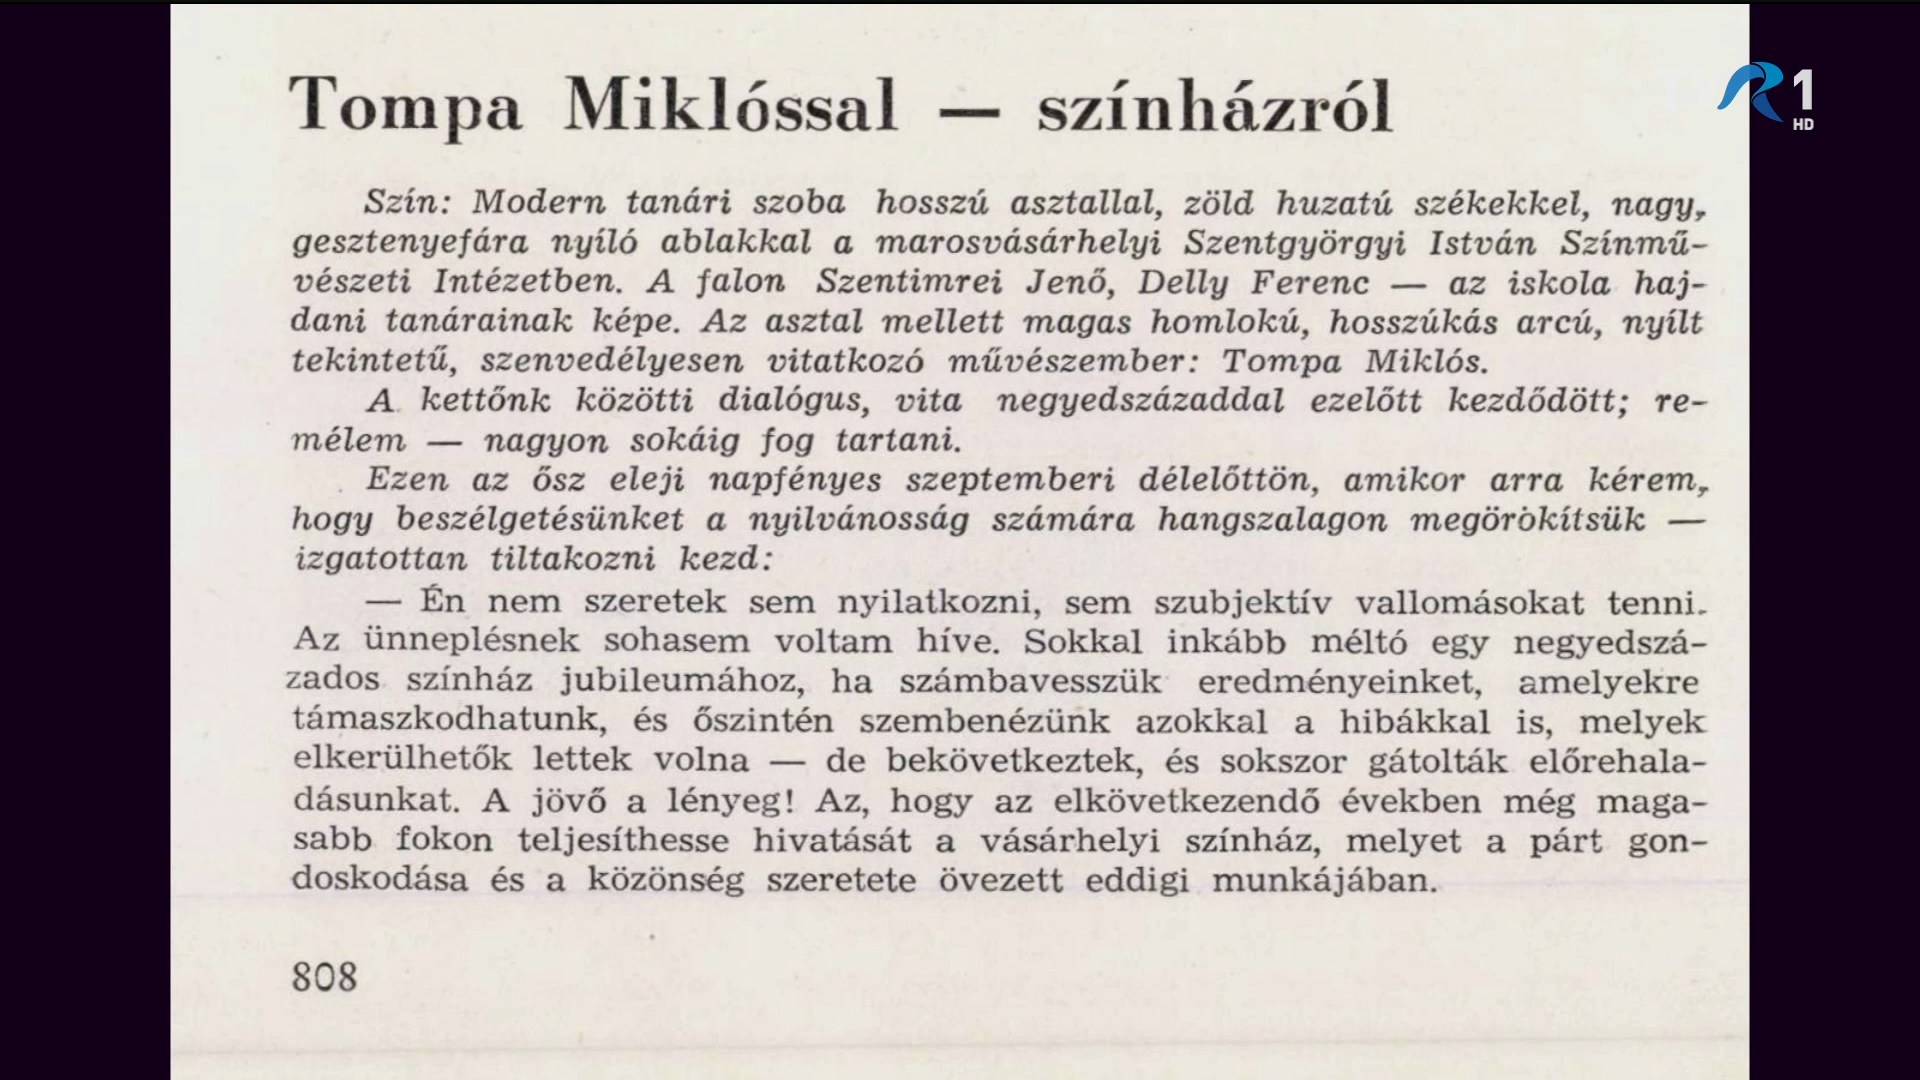 Tompa Miklóssal — színházról
R1
HD
Szín: Modern tanári szoba hosszú asztallal, zöld huzatú székekkel, nagy,
gesztenyefára nyíló ablakkal a marosvásárhelyi Szentgyörgyi István Színmű-
vészeti Intézetben. A falon Szentimrei Jenő, Delly Ferenc — az iskola haj-
dani tanárainak képe. Az asztal mellett magas homlokú, hosszúkás arcú, nyílt
tekintetű, szenvedélyesen vitatkozó művészember: Tompa Miklós.
A kettőnk közötti dialógus, vita negyedszázaddal ezelőtt kezdődött; re-
mélem — nagyon sokáig fog tartani.
Ezen az ősz eleji napfényes szeptemberi délelőttön, amikor arra kérem,
hogy beszélgetésünket a nyilvánosság számára hangszalagon megörökítsük —
izgatottan tiltakozni kezd:
— Én nem szeretek sem nyilatkozni, sem szubjektív vallomásokat tenni.
Az ünneplésnek sohasem voltam híve. Sokkal inkább méltó egy negyedszá-
zados színház jubileumához, ha számbavesszük eredményeinket, amelyekre
támaszkodhatunk, és őszintén szembenézünk azokkal a hibákkal is, melyek
elkerülhetők lettek volna — de bekövetkeztek, és sokszor gátolták előrehala-
dásunkat. A jövő a lényeg! Az, hogy az elkövetkezendő években még maga-
sabb fokon teljesíthesse hivatását a vásárhelyi színház, melyet a párt gon-
doskodása és a közönség szeretete övezett eddigi munkájában.
808